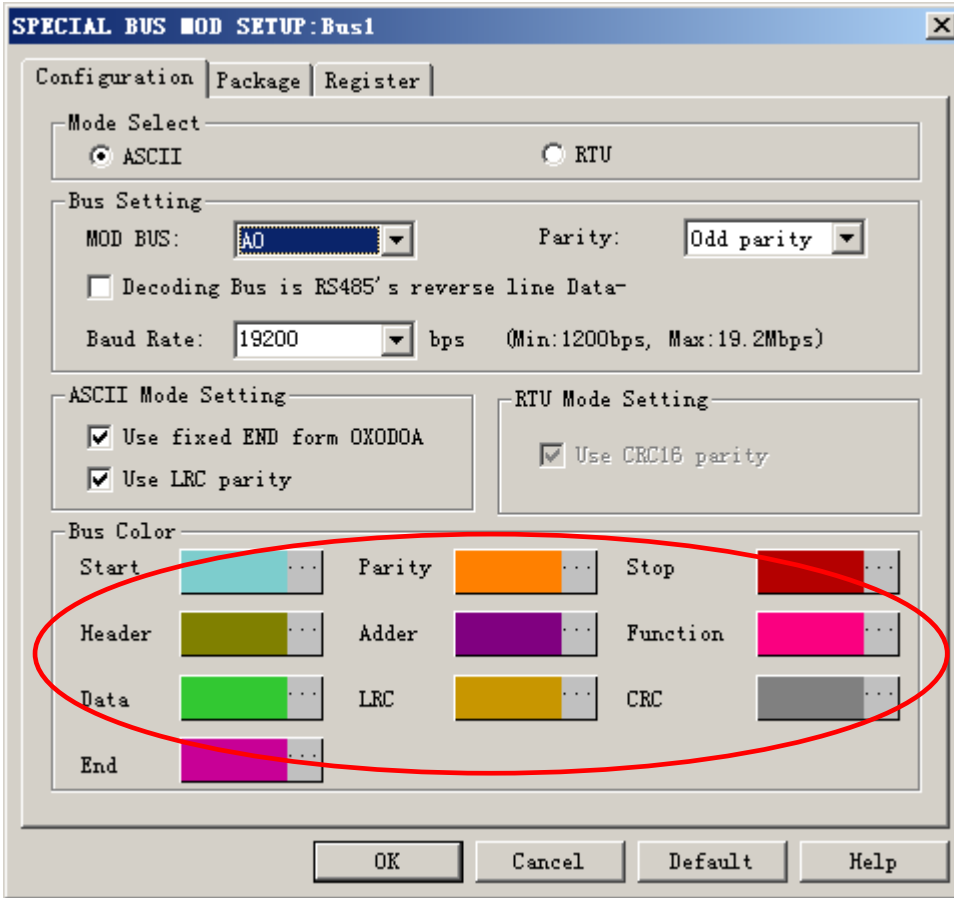 SPECIAL BUS MOD SETUP:Bus1
Configuration Package Register
Mode Select
ASCII RTU
Bus Setting
MOD BUS: A0 Parity: Odd parity
Decoding Bus is RS485's reverse line Data-
Baud Rate: 19200 bps (Min:1200bps, Max:19.2Mbps)
ASCII Mode Setting RTU Mode Setting
Use fixed END form 0X0D0A
Use CRC16 parity
Use LRC parity
Bus Color
Start ... Parity ... Stop ...
Header ... Adder ... Function ...
Data ... LRC ... CRC ...
End ...
OK Cancel Default Help